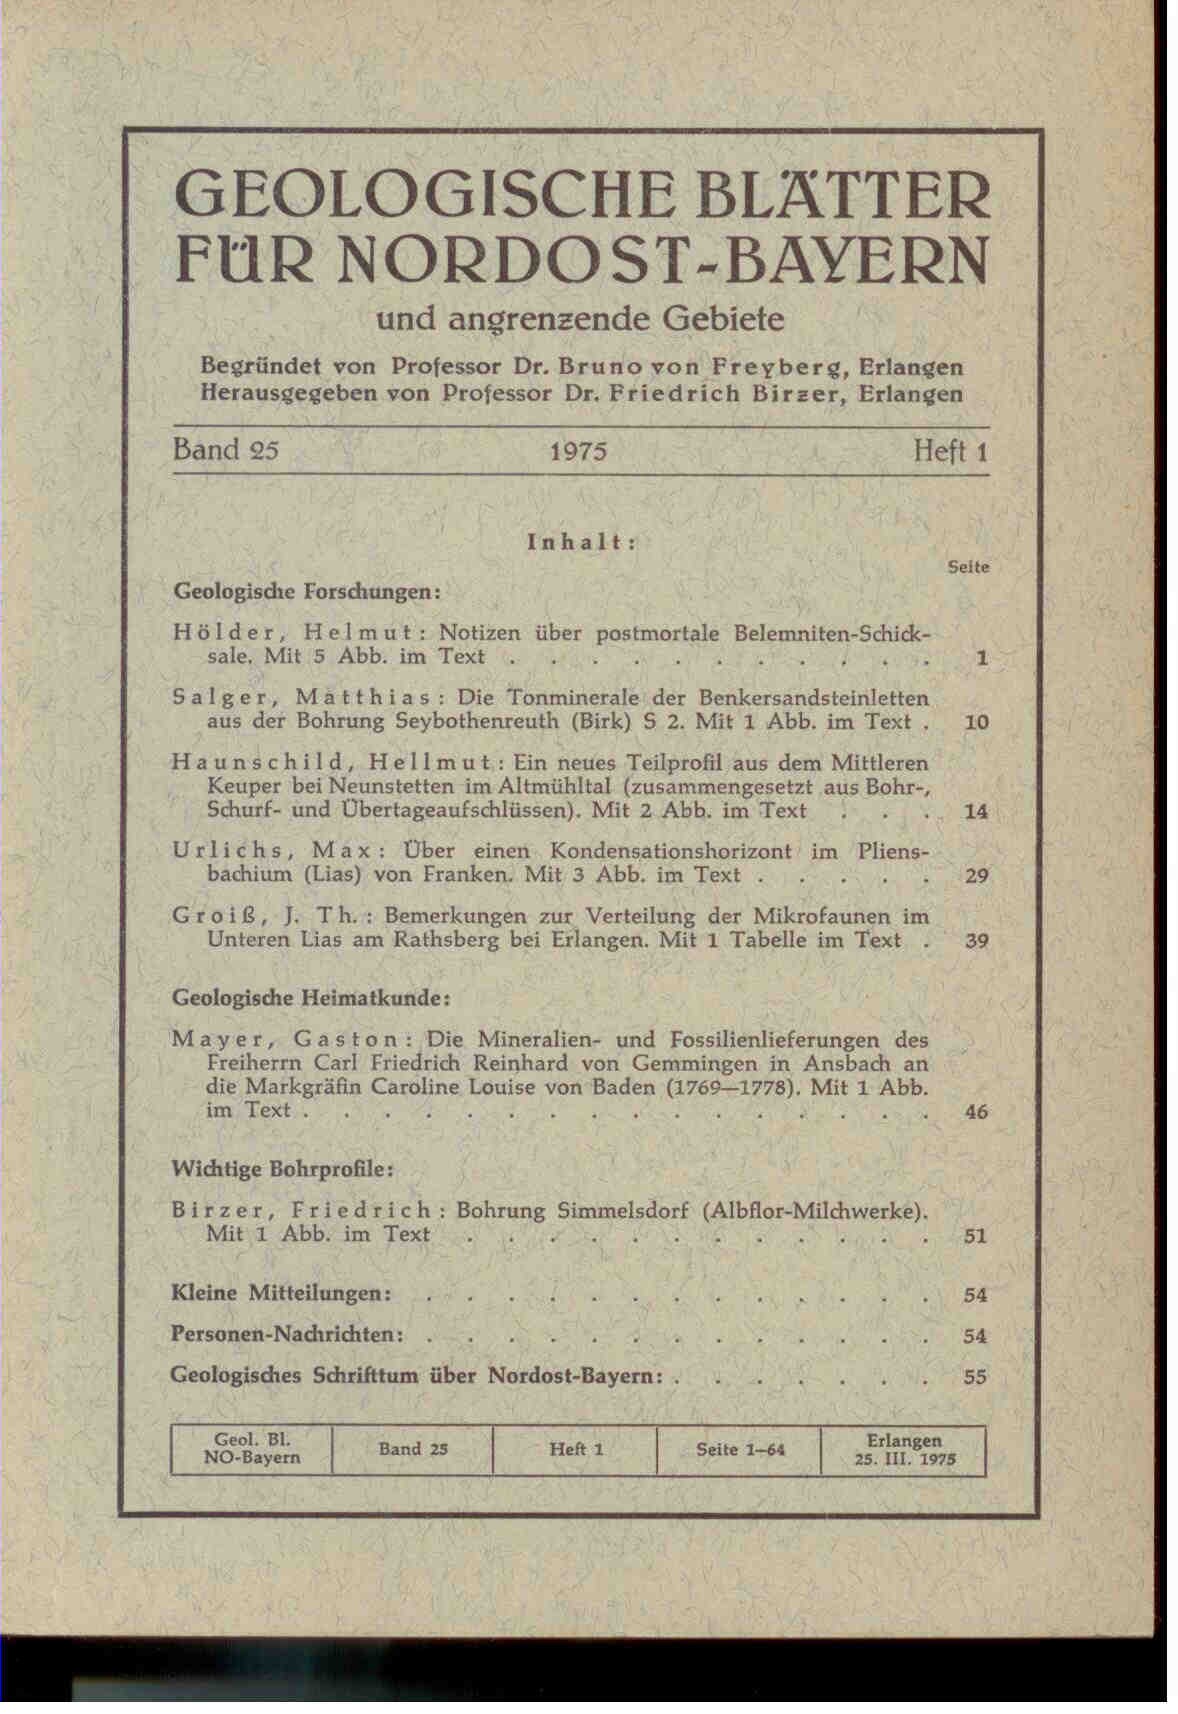 GEOLOGISCHE BLÄTTER
FÜR NORDOST-BAYERN
und angrenzende Gebiete
Begründet von Professor Dr. Bruno von Freyberg, Erlangen
Herausgegeben von Professor Dr. Friedrich Birzer, Erlangen
Band 25 1975 Heft 1
Inhalt:
Seite
Geologische Forschungen:
Hölder, Helmut: Notizen über postmortale Belemniten-Schick-
sale. Mit 5 Abb. im Text . . . . . . . . . . . 1
Salger, Matthias: Die Tonminerale der Benkersandsteinletten
aus der Bohrung Seybothenreuth (Birk) S 2. Mit 1 Abb. im Text . 10
Haunschild, Hellmut: Ein neues Teilprofil aus dem Mittleren
Keuper bei Neunstetten im Altmühltal (zusammengesetzt aus Bohr-,
Schurf- und Übertageaufschlüssen). Mit 2 Abb. im Text . . . 14
Urlichs, Max: Über einen Kondensationshorizont im Pliens-
bachium (Lias) von Franken. Mit 3 Abb. im Text . . . . . 29
Groiß, J. Th.: Bemerkungen zur Verteilung der Mikrofaunen im
Unteren Lias am Rathsberg bei Erlangen. Mit 1 Tabelle im Text . 39
Geologische Heimatkunde:
Mayer, Gaston: Die Mineralien- und Fossilienlieferungen des
Freiherrn Carl Friedrich Reinhard von Gemmingen in Ansbach an
die Markgräfin Caroline Louise von Baden (1769—1778). Mit 1 Abb.
im Text . . . . . . . . . . . . . . . . 46
Wichtige Bohrprofile:
Birzer, Friedrich: Bohrung Simmelsdorf (Albflor-Milchwerke).
Mit 1 Abb. im Text . . . . . . . . . . . . 51
Kleine Mitteilungen: . . . . . . . . . . . . . 54
Personen-Nachrichten: . . . . . . . . . . . . . 54
Geologisches Schrifttum über Nordost-Bayern: . . . . . . . 55
Geol. Bl.
NO-Bayern
Band 25
Heft 1
Seite 1—64
Erlangen
25. III. 1975